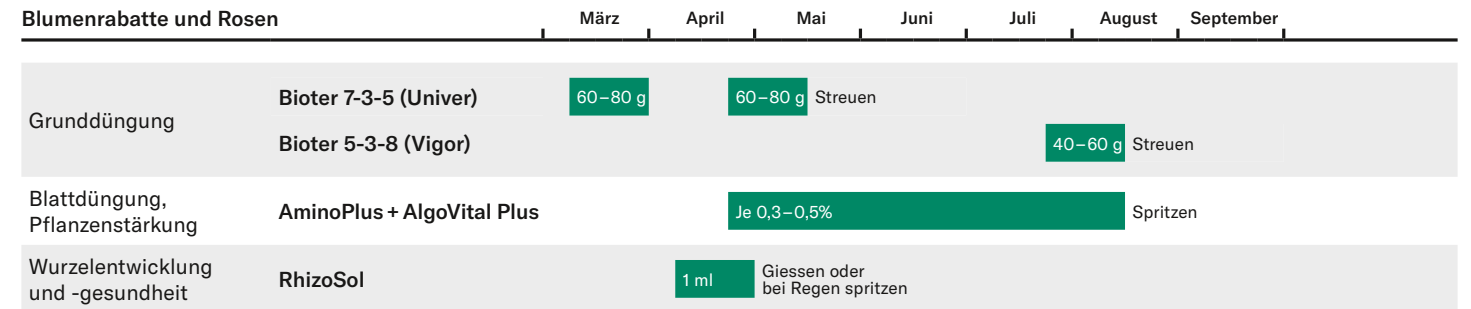 Blumenrabatte und Rosen März April Mai Juni Juli August September
Grunddüngung
Bioter 7-3-5 (Univer) 60–80 g 60–80 g Streuen
Bioter 5-3-8 (Vigor) 40–60 g Streuen
Blattdüngung,
Pflanzenstärkung
AminoPlus + AlgoVital Plus Je 0,3–0,5% Spritzen
Wurzelentwicklung
und -gesundheit
RhizoSol 1 ml Giessen oder
bei Regen spritzen